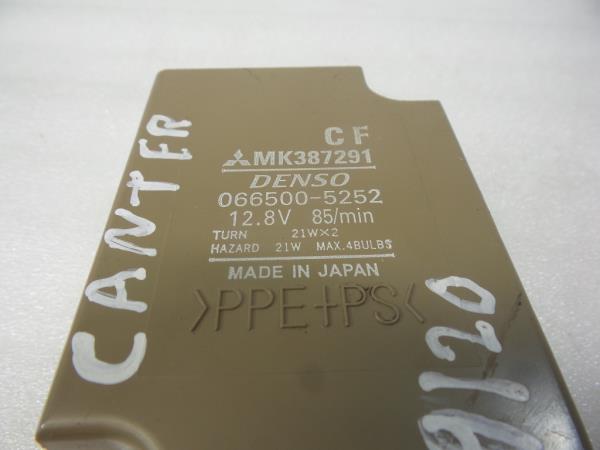 CANTER
CF
MK387291
DENSO
066500-5252
12.8V 85/min
TURN 21W×2
HAZARD 21W MAX.4BULBS
MADE IN JAPAN
>PPE+PS<